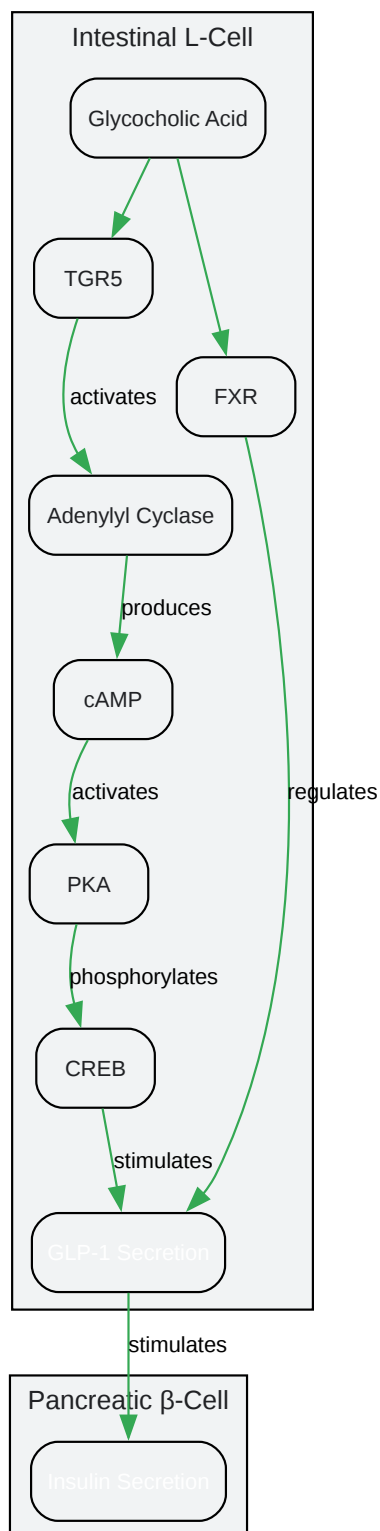 Intestinal L-Cell
Glycocholic Acid
TGR5
FXR
activates
Adenylyl Cyclase
produces
cAMP
activates
regulates
PKA
phosphorylates
CREB
stimulates
GLP-1 Secretion
stimulates
Pancreatic β-Cell
Insulin Secretion